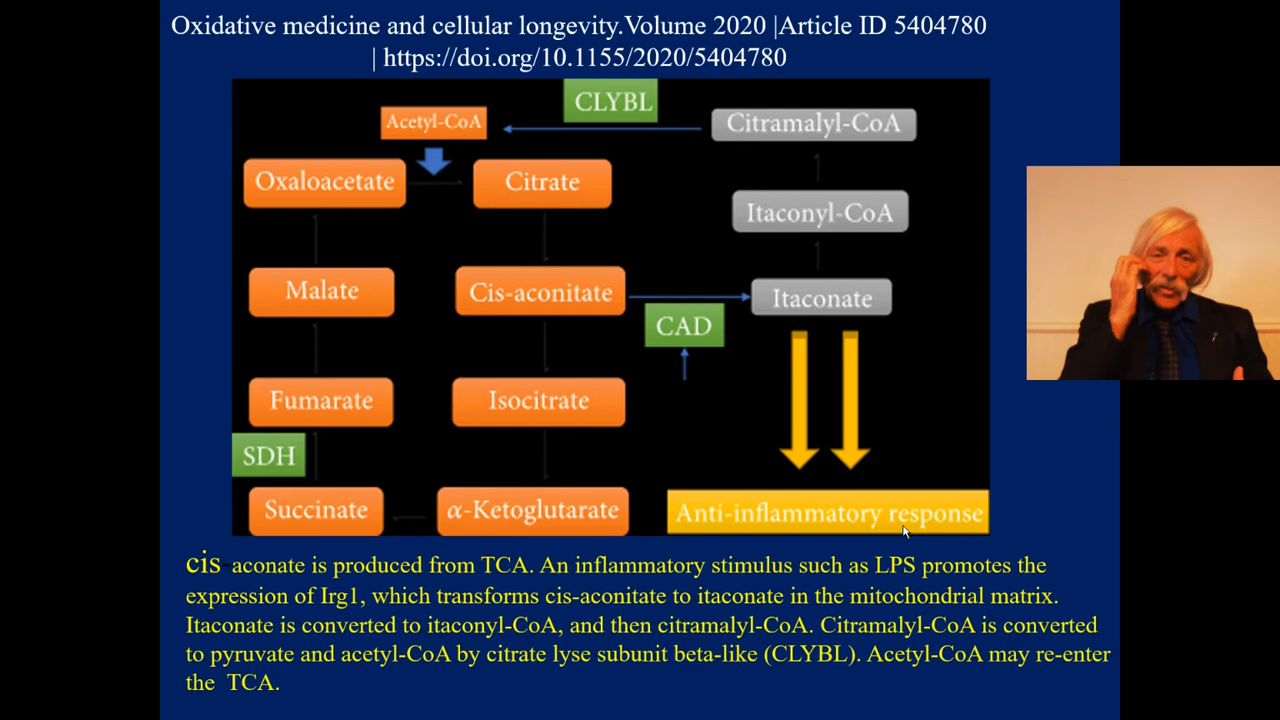 Oxidative medicine and cellular longevity.Volume 2020 |Article ID 5404780
| https://doi.org/10.1155/2020/5404780
CLYBL
Acetyl-CoA
Citramalyl-CoA
Oxaloacetate
Citrate
Itaconyl-CoA
Malate
Cis-aconitate
Itaconate
CAD
Fumarate
Isocitrate
SDH
Succinate
α-Ketoglutarate
Anti-inflammatory response
cis-aconate is produced from TCA. An inflammatory stimulus such as LPS promotes the
expression of Irg1, which transforms cis-aconitate to itaconate in the mitochondrial matrix.
Itaconate is converted to itaconyl-CoA, and then citramalyl-CoA. Citramalyl-CoA is converted
to pyruvate and acetyl-CoA by citrate lyse subunit beta-like (CLYBL). Acetyl-CoA may re-enter
the TCA.